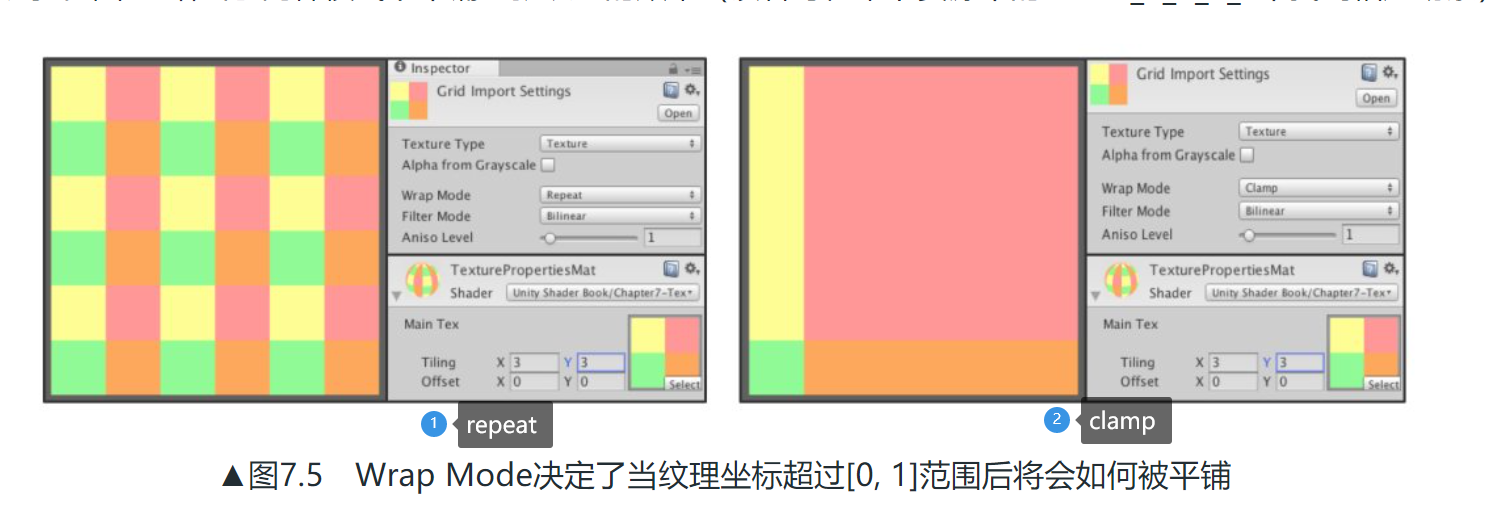 Inspector
Grid Import Settings
Open
Texture Type Texture
Alpha from Grayscale
Wrap Mode Repeat
Filter Mode Bilinear
Aniso Level 1
TexturePropertiesMat
Shader Unity Shader Book/Chapter7-Tex
Main Tex
Tiling X 3 Y 3
Offset X 0 Y 0
Select
Grid Import Settings
Open
Texture Type Texture
Alpha from Grayscale
Wrap Mode Clamp
Filter Mode Bilinear
Aniso Level 1
TexturePropertiesMat
Shader Unity Shader Book/Chapter7-Tex
Main Tex
Tiling X 3 Y 3
Offset X 0 Y 0
Select
1 repeat
2 clamp
▲图7.5 Wrap Mode决定了当纹理坐标超过[0, 1]范围后将会如何被平铺